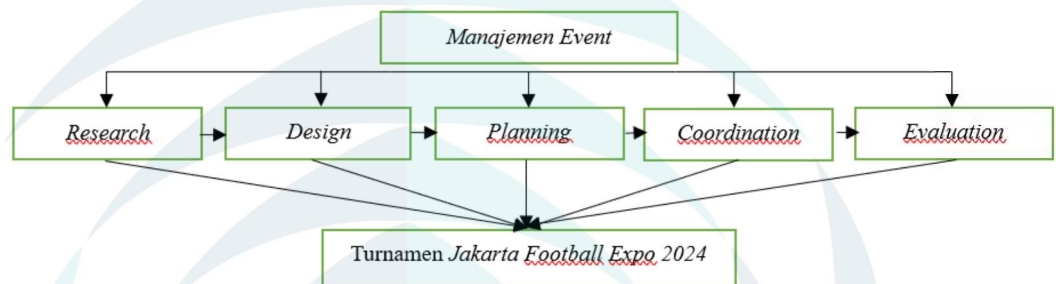 Manajemen Event
Research
Design
Planning
Coordination
Evaluation
Turnamen Jakarta Football Expo 2024